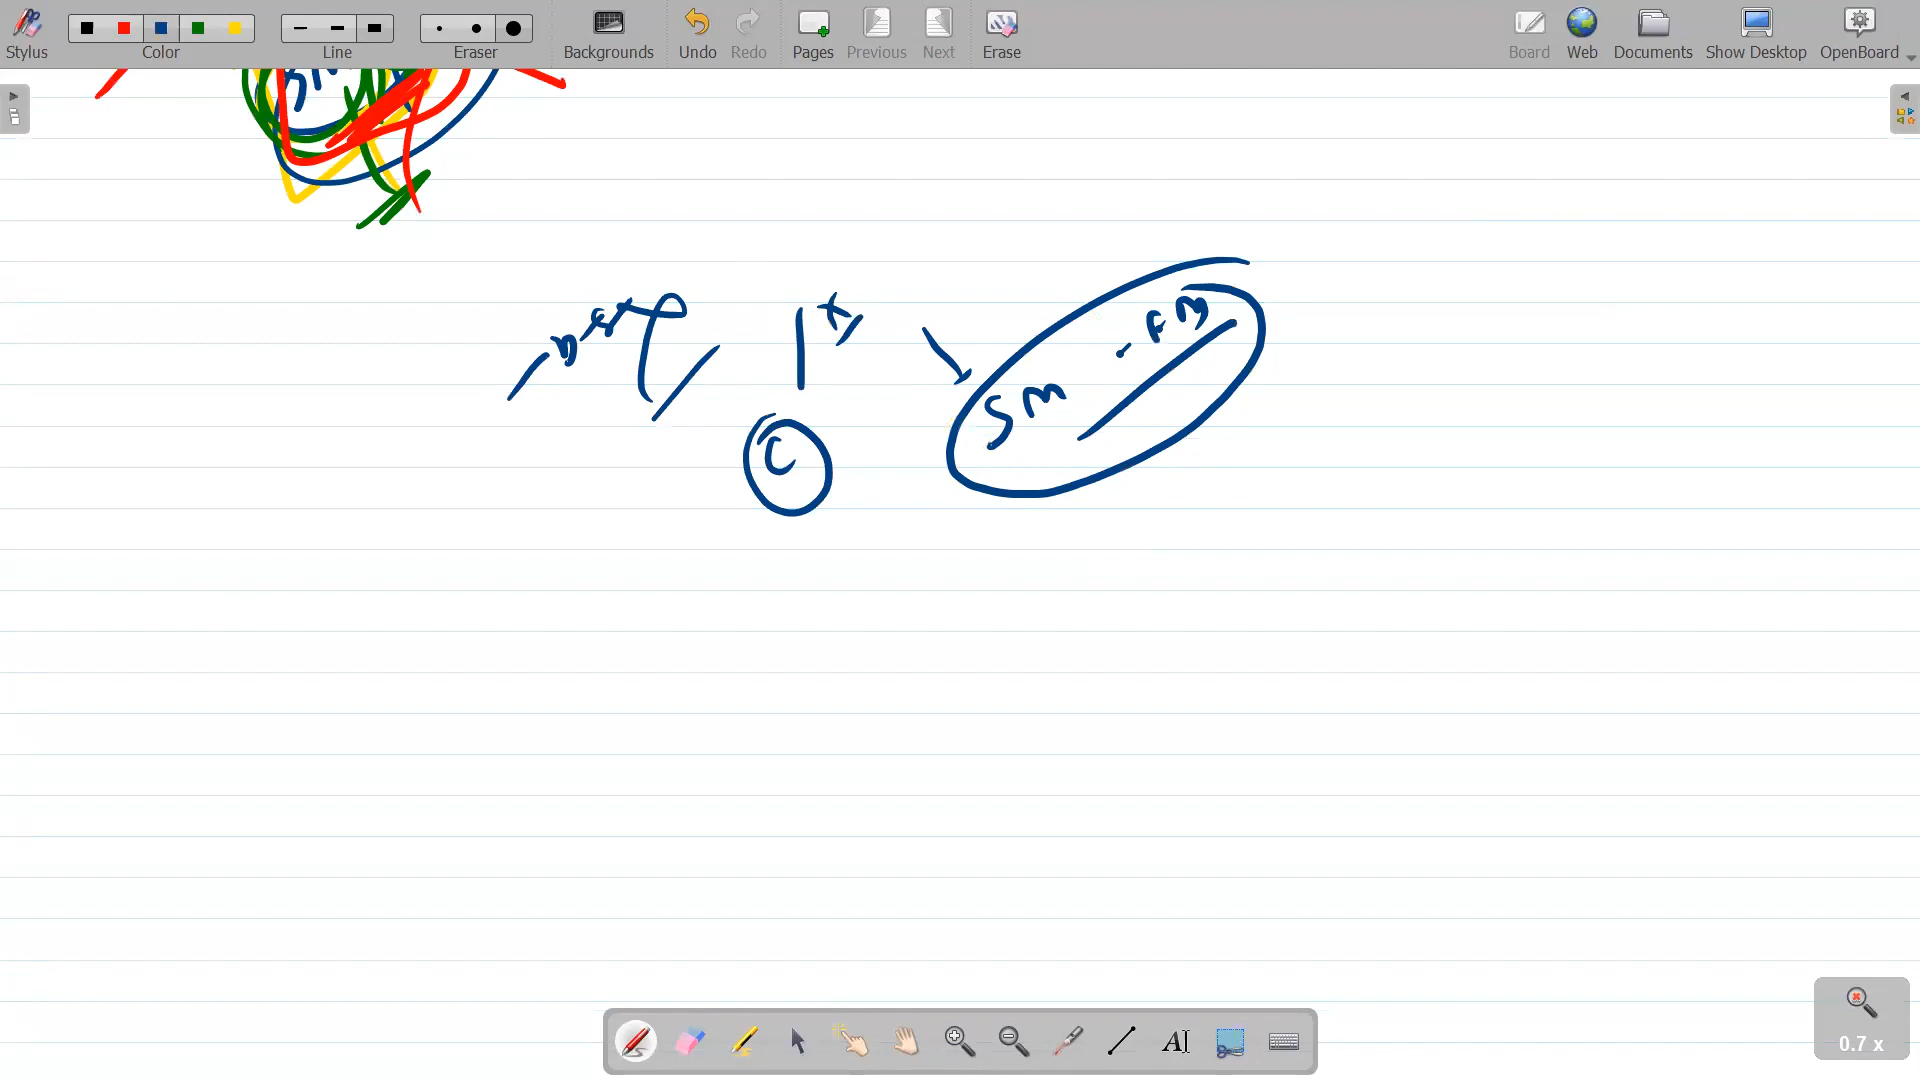 Stylus
Color
Line
Eraser
Backgrounds
Undo
Redo
Pages
Previous
Next
Erase
Board
Web
Documents
Show Desktop
OpenBoard
SM
C
SM
0.7 x